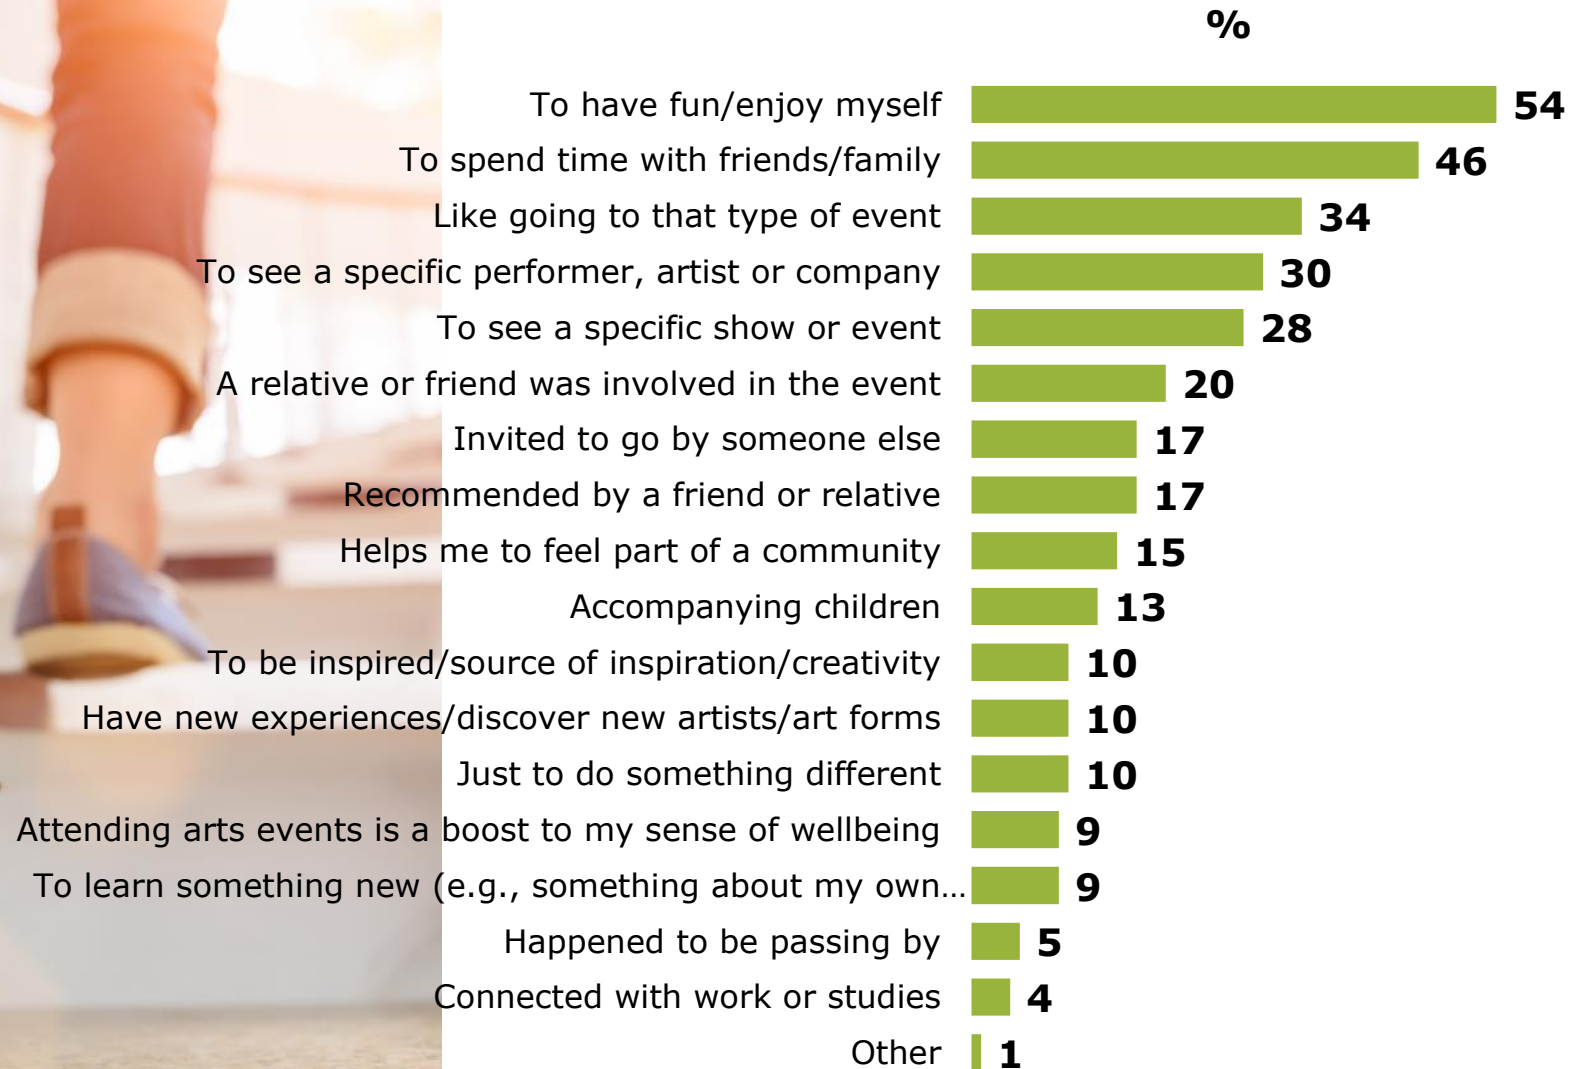 %
To have fun/enjoy myself 54
To spend time with friends/family 46
Like going to that type of event 34
To see a specific performer, artist or company 30
To see a specific show or event 28
A relative or friend was involved in the event 20
Invited to go by someone else 17
Recommended by a friend or relative 17
Helps me to feel part of a community 15
Accompanying children 13
To be inspired/source of inspiration/creativity 10
Have new experiences/discover new artists/art forms 10
Just to do something different 10
Attending arts events is a boost to my sense of wellbeing 9
To learn something new (e.g., something about my own… 9
Happened to be passing by 5
Connected with work or studies 4
Other 1